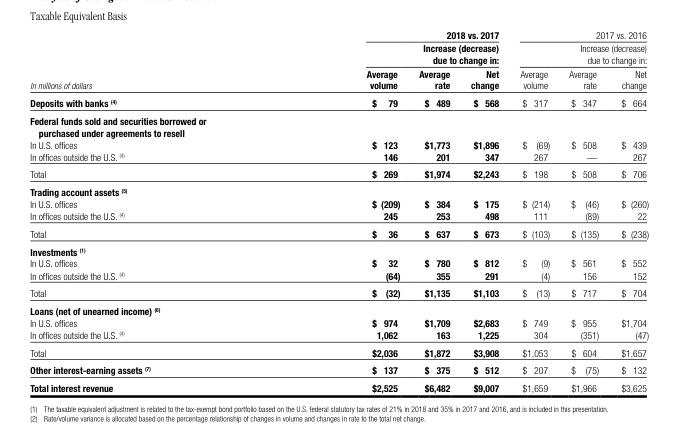 Taxable Equivalent Basis
2018 vs. 2017 2017 vs. 2016
Increase (decrease) due to change in: Increase (decrease) due to change in:
In millions of dollars Average volume Average rate Net change Average volume Average rate Net change
Deposits with banks (4) $ 79 $ 489 $ 568 $ 317 $ 347 $ 664
Federal funds sold and securities borrowed or
purchased under agreements to resell
In U.S. offices $ 123 $1,773 $1,896 $ (69) $ 508 $ 439
In offices outside the U.S. (4) 146 201 347 267 — 267
Total $ 269 $1,974 $2,243 $ 198 $ 508 $ 706
Trading account assets (5)
In U.S. offices $ (209) $ 384 $ 175 $ (214) $ (46) $ (260)
In offices outside the U.S. (4) 245 253 498 111 (89) 22
Total $ 36 $ 637 $ 673 $ (103) $ (135) $ (238)
Investments (1)
In U.S. offices $ 32 $ 780 $ 812 $ (9) $ 561 $ 552
In offices outside the U.S. (4) (64) 355 291 (4) 156 152
Total $ (32) $1,135 $1,103 $ (13) $ 717 $ 704
Loans (net of unearned income) (6)
In U.S. offices $ 974 $1,709 $2,683 $ 749 $ 955 $1,704
In offices outside the U.S. (4) 1,062 163 1,225 304 (351) (47)
Total $2,036 $1,872 $3,908 $1,053 $ 604 $1,657
Other interest-earning assets (7) $ 137 $ 375 $ 512 $ 207 $ (75) $ 132
Total interest revenue $2,525 $6,482 $9,007 $1,659 $1,966 $3,625
(1) The taxable equivalent adjustment is related to the tax-exempt bond portfolio based on the U.S. federal statutory tax rates of 21% in 2018 and 35% in 2017 and 2016, and is included in this presentation.
(2) Rate/volume variance is allocated based on the percentage relationship of changes in volume and changes in rate to the total net change.